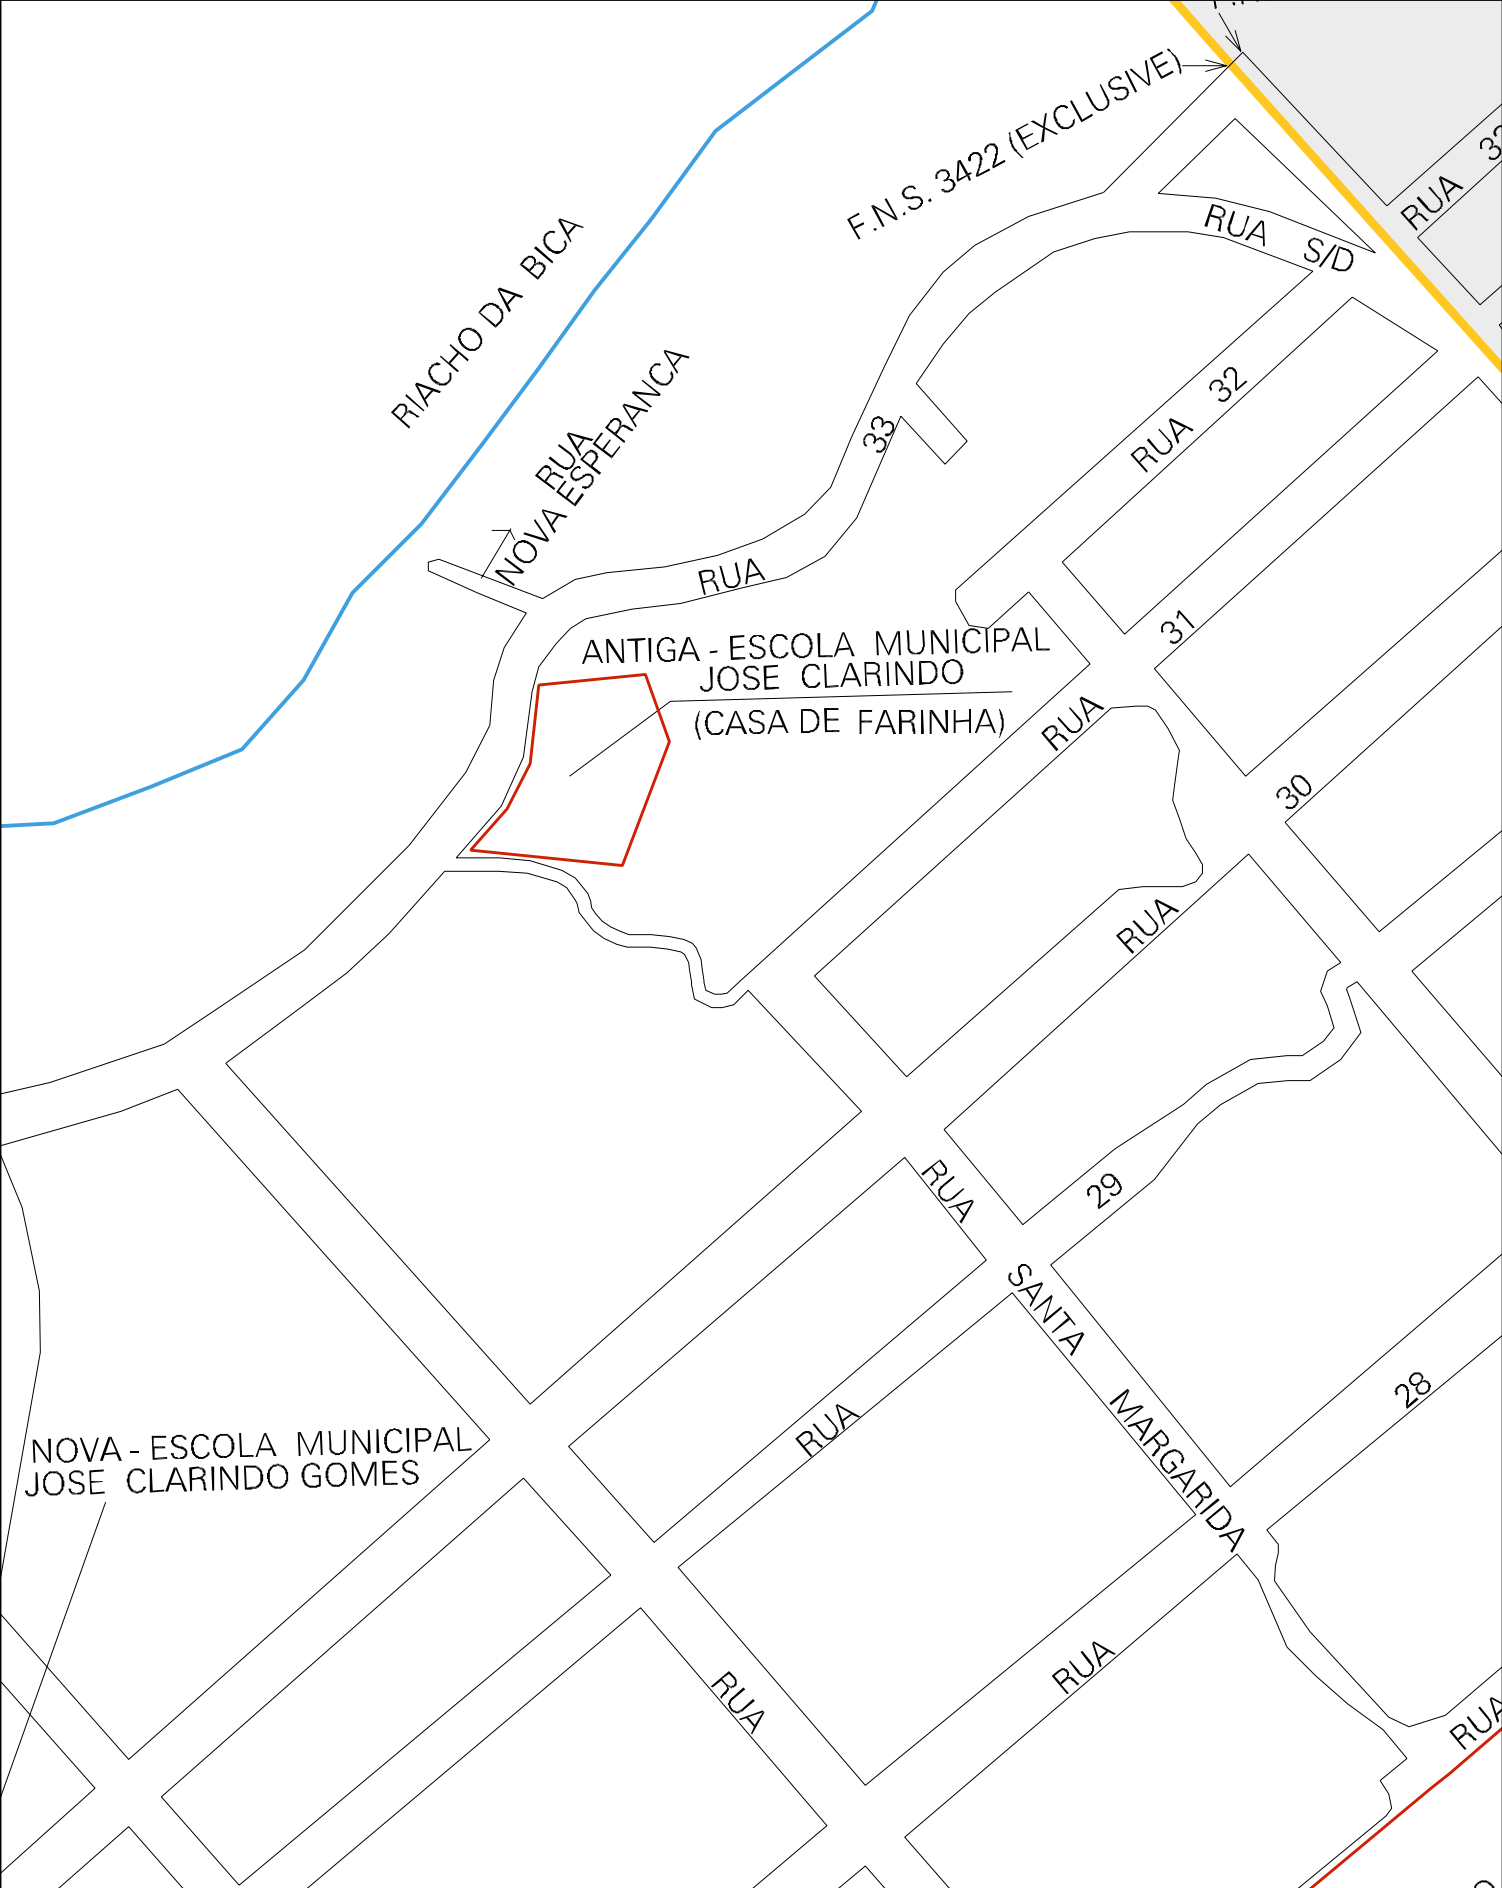 F.N.S. 3422 (EXCLUSIVE)
RUA 32
RUA S/D
RIACHO DA BICA
RUA
NOVA ESPERANCA
RUA 33
RUA 32
ANTIGA - ESCOLA MUNICIPAL
JOSE CLARINDO
(CASA DE FARINHA)
RUA 31
RUA 30
RUA 29
RUA SANTA MARGARIDA
RUA 28
NOVA - ESCOLA MUNICIPAL
JOSE CLARINDO GOMES
RUA
RUA